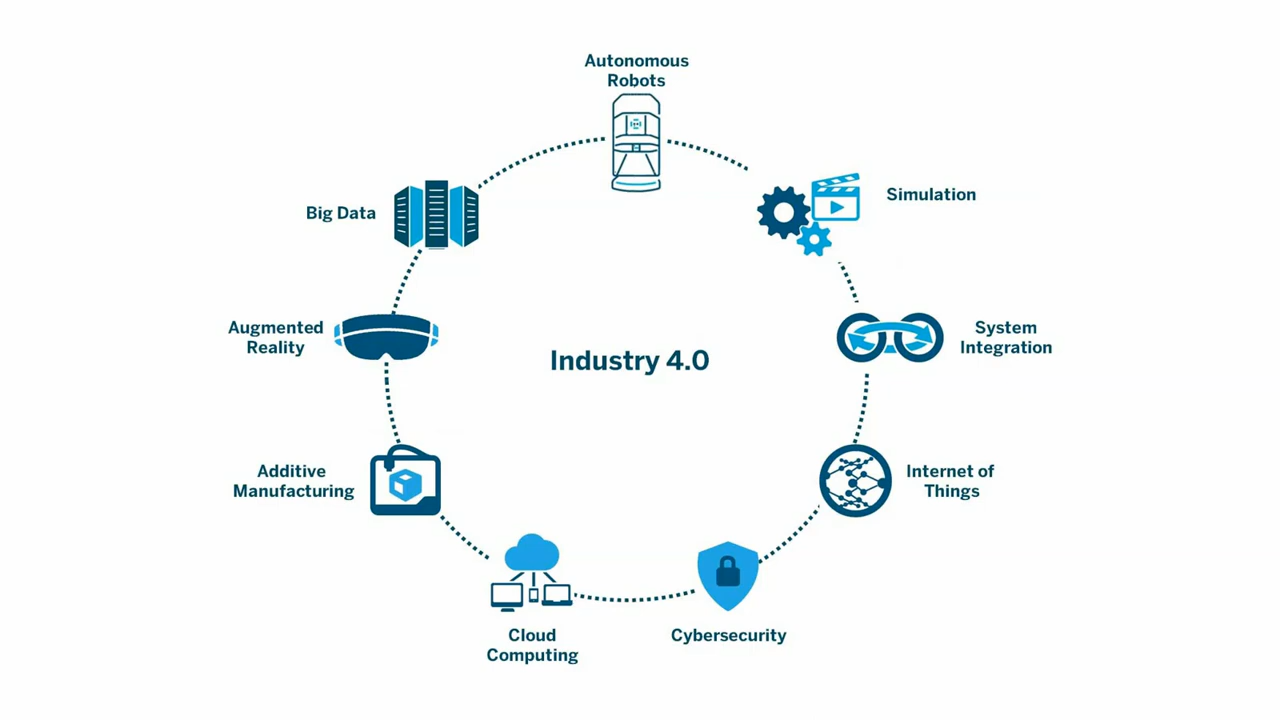 Autonomous
Robots
Simulation
Big Data
Augmented
Reality
System
Integration
Industry 4.0
Additive
Manufacturing
Internet of
Things
Cloud
Computing
Cybersecurity